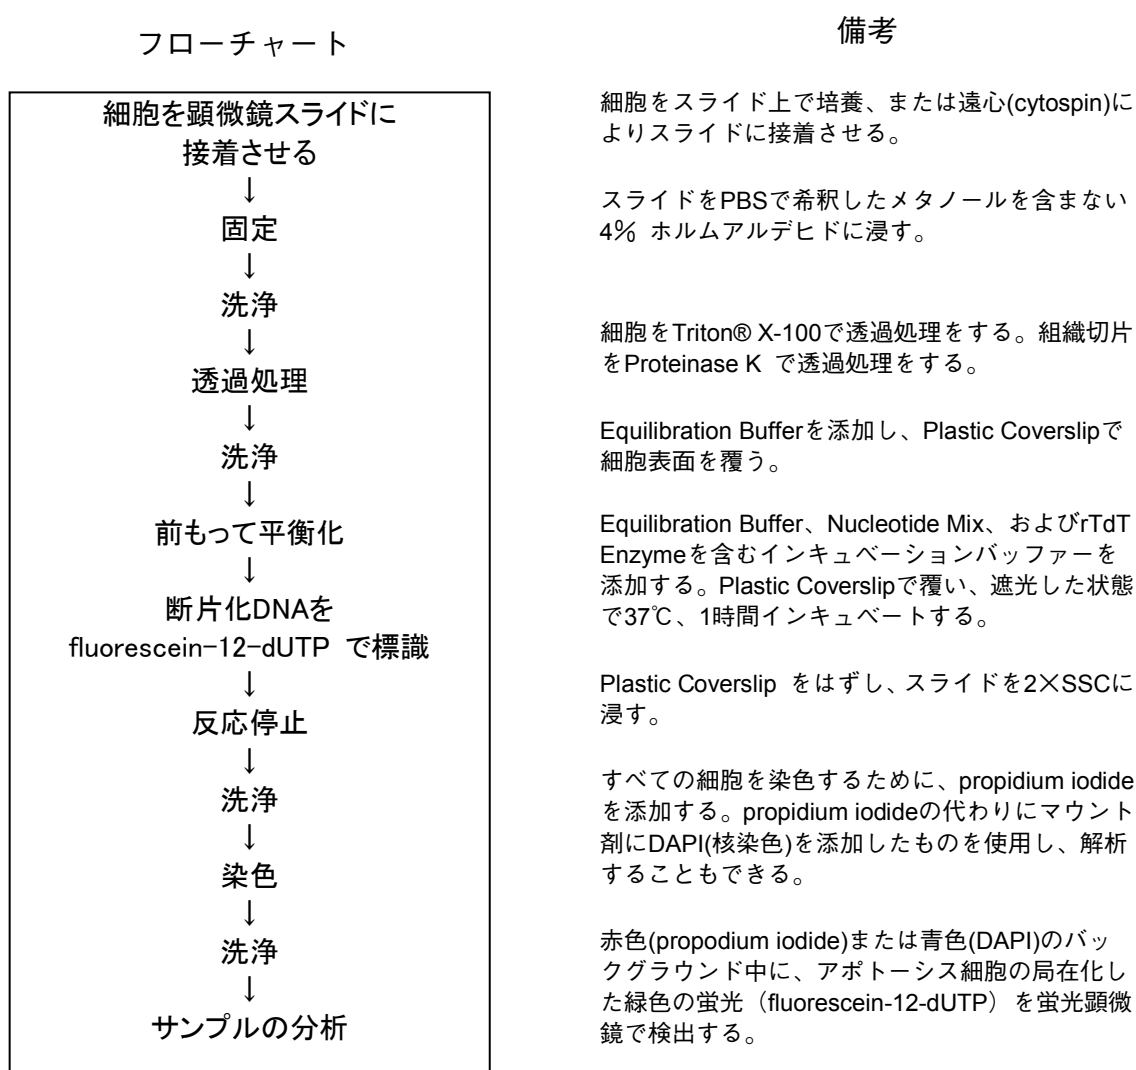 フローチャート
細胞を顕微鏡スライドに
接着させる
↓
固定
↓
洗浄
↓
透過処理
↓
洗浄
↓
前もって平衡化
↓
断片化DNAを
fluorescein-12-dUTP で標識
↓
反応停止
↓
洗浄
↓
染色
↓
洗浄
↓
サンプルの分析
備考
細胞をスライド上で培養、または遠心(cytospin)に
よりスライドに接着させる。
スライドをPBSで希釈したメタノールを含まない
4% ホルムアルデヒドに浸す。
細胞をTriton® X-100で透過処理をする。組織切片
をProteinase K で透過処理をする。
Equilibration Bufferを添加し、Plastic Coverslipで
細胞表面を覆う。
Equilibration Buffer、Nucleotide Mix、およびrTdT
Enzymeを含むインキュベーションバッファーを
添加する。Plastic Coverslipで覆い、遮光した状態
で37℃、1時間インキュベートする。
Plastic Coverslip をはずし、スライドを2×SSCに
浸す。
すべての細胞を染色するために、propidium iodide
を添加する。propidium iodideの代わりにマウント
剤にDAPI(核染色)を添加したものを使用し、解析
することもできる。
赤色(propodium iodide)または青色(DAPI)のバッ
クグラウンド中に、アポトーシス細胞の局在化し
た緑色の蛍光（fluorescein-12-dUTP）を蛍光顕微
鏡で検出する。